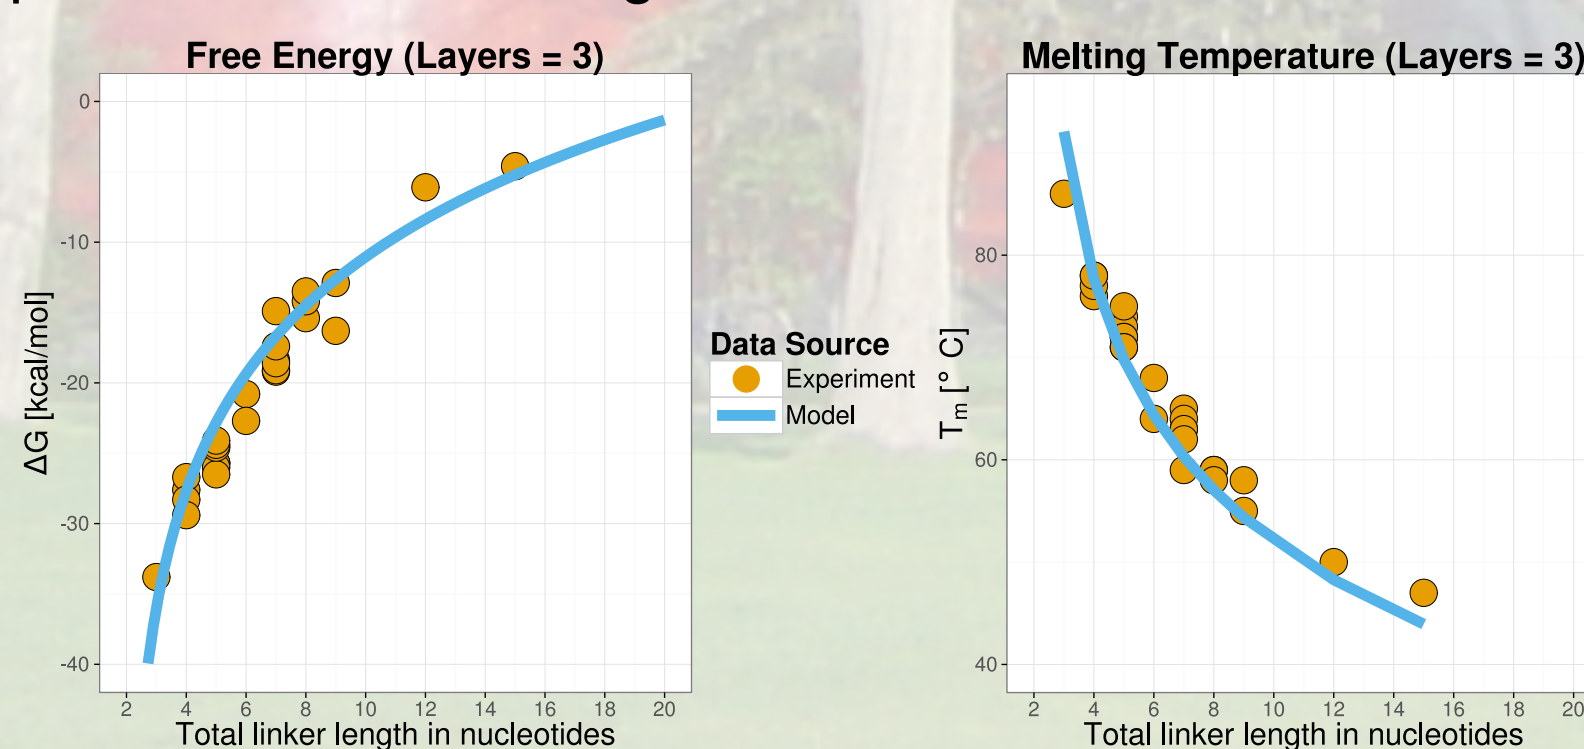 Free Energy (Layers = 3)
0
-10
-20
-30
-40
ΔG [kcal/mol]
2 4 6 8 10 12 14 16 18 20
Total linker length in nucleotides
Data Source
Experiment
Model
Melting Temperature (Layers = 3)
80
60
40
Tm [° C]
2 4 6 8 10 12 14 16 18 20
Total linker length in nucleotides